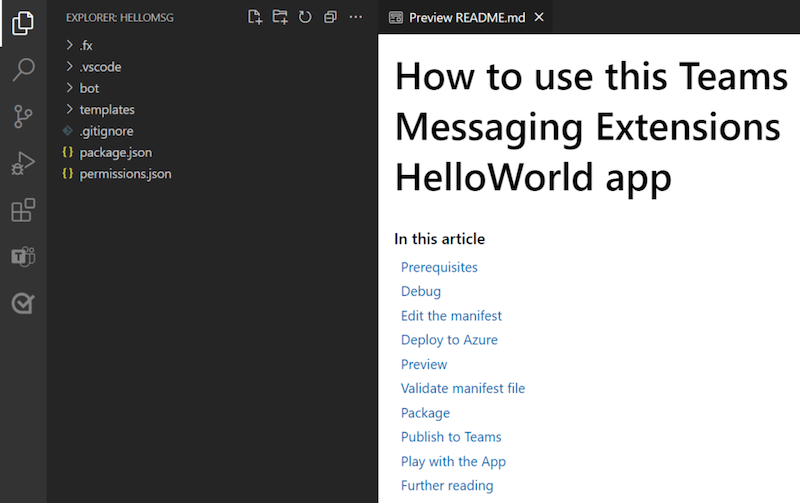 EXPLORER: HELLOMSG
.fx
.vscode
bot
templates
.gitignore
{} package.json
{} permissions.json
Preview README.md
How to use this Teams
Messaging Extensions
HelloWorld app
In this article
Prerequisites
Debug
Edit the manifest
Deploy to Azure
Preview
Validate manifest file
Package
Publish to Teams
Play with the App
Further reading